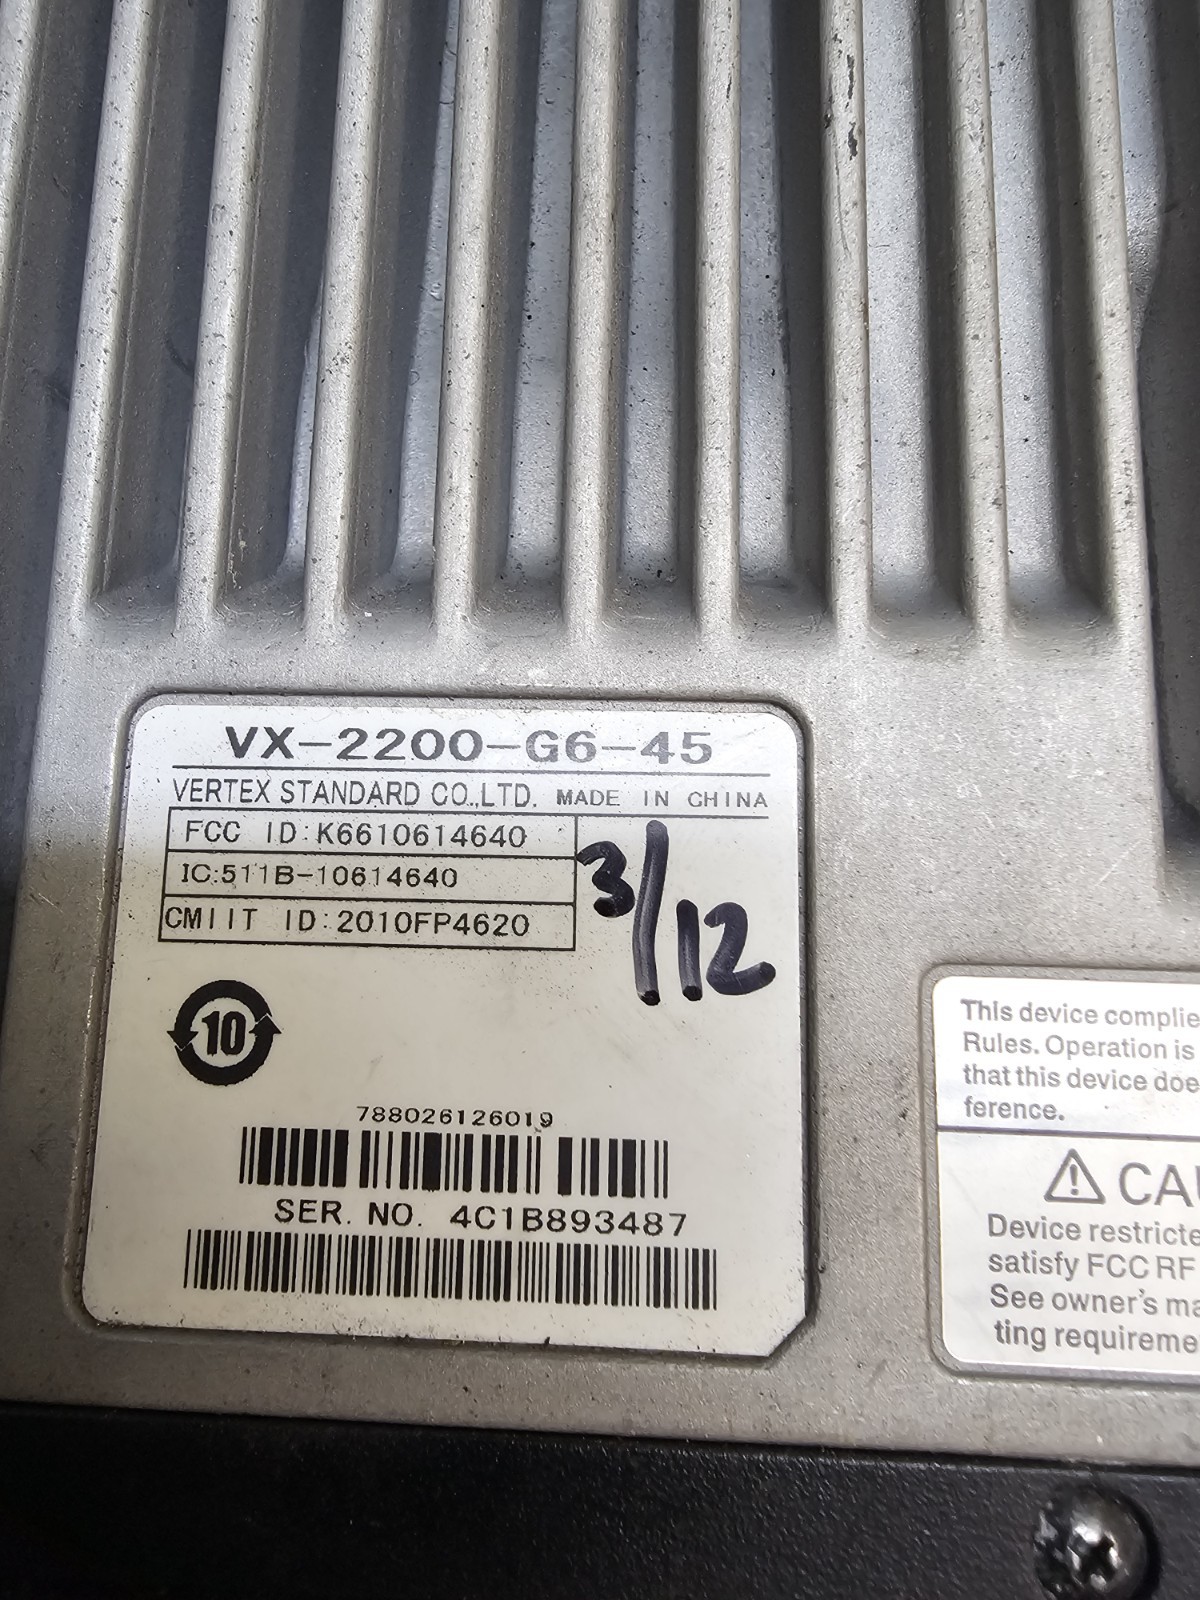 VX-2200-G6-45
VERTEX STANDARD CO.,LTD. MADE IN CHINA
FCC ID:K6610614640
IC:511B-10614640
CMIIT ID:2010FP4620
3/12
10
788026126019
SER. NO. 4C1B893487
This device complie
Rules. Operation is
that this device doe
ference.
⚠ CA
Device restricte
satisfy FCC RF
See owner's ma
ting requireme